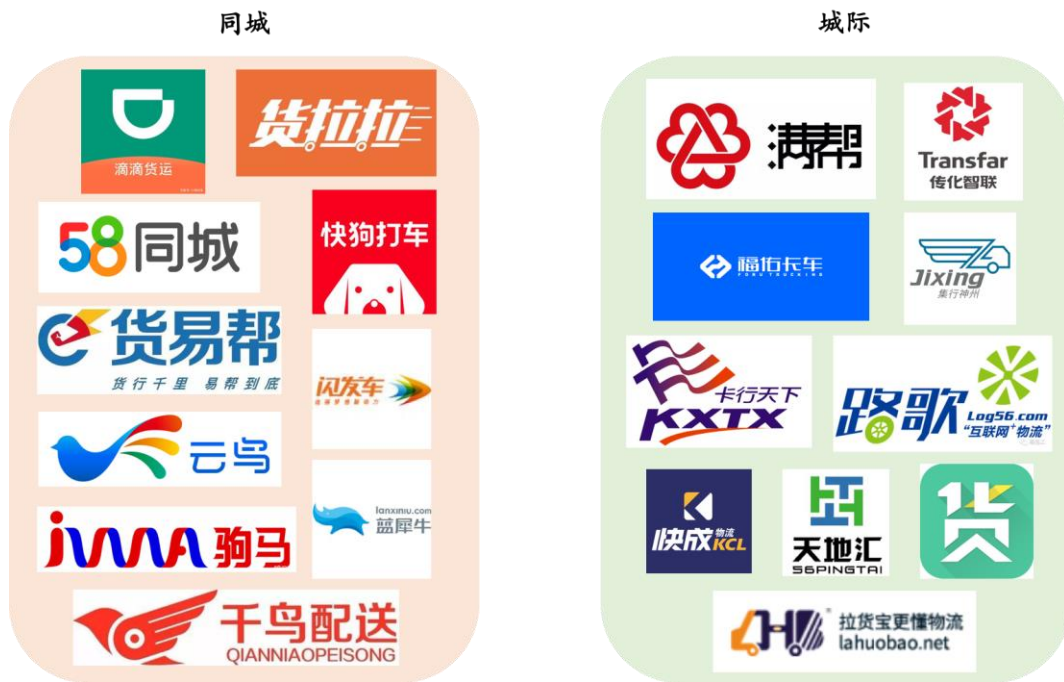 同城
城际
滴滴货运
货拉拉
58同城
快狗打车
货易帮
货行千里 易帮到底
闪发车
云鸟
lanxiniu.com
蓝犀牛
驹马
千鸟配送
QIANNIAOPEISONG
满帮
Transfar
传化智联
福佑卡车
FORU TRUCKING
Jixing
集行神州
卡行天下
KXTX
路歌
Log56.com
“互联网+物流”
快成物流
KCL
天地汇
56PINGTAI
货
拉货宝更懂物流
lahuobao.net